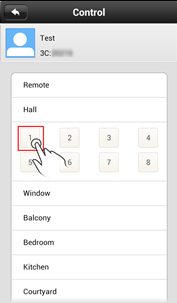 Control
Test
3C:
Remote
Hall
1 2 3 4
5 6 7 8
Window
Balcony
Bedroom
Kitchen
Courtyard